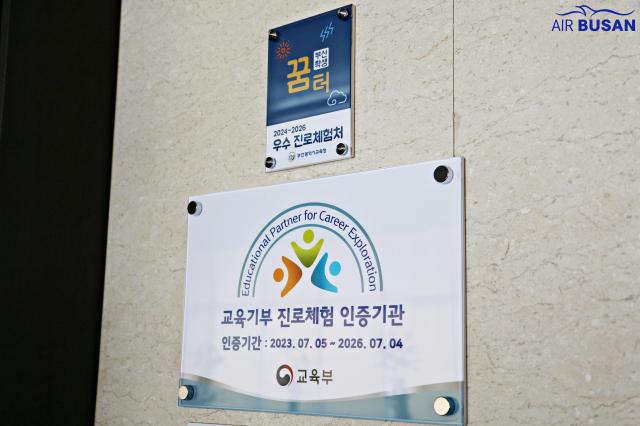 AIR BUSAN
부산
학생
꿈터
2024~2026
우수 진로체험처
부산광역시교육청
Educational Partner for Career Exploration
교육기부 진로체험 인증기관
인증기간 : 2023. 07. 05 ~ 2026. 07. 04
교육부